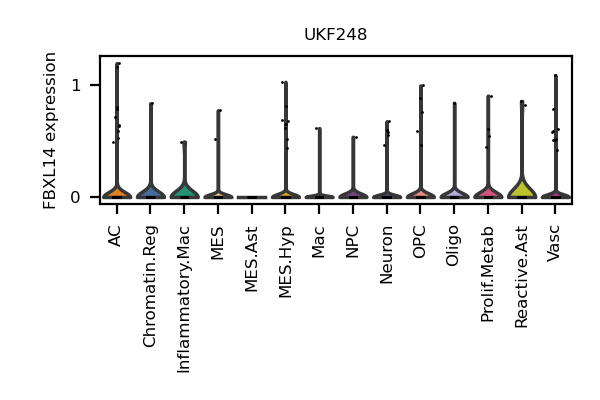 UKF248
FBXL14 expression
1
0
AC
Chromatin.Reg
Inflammatory.Mac
MES
MES.Ast
MES.Hyp
Mac
NPC
Neuron
OPC
Oligo
Prolif.Metab
Reactive.Ast
Vasc